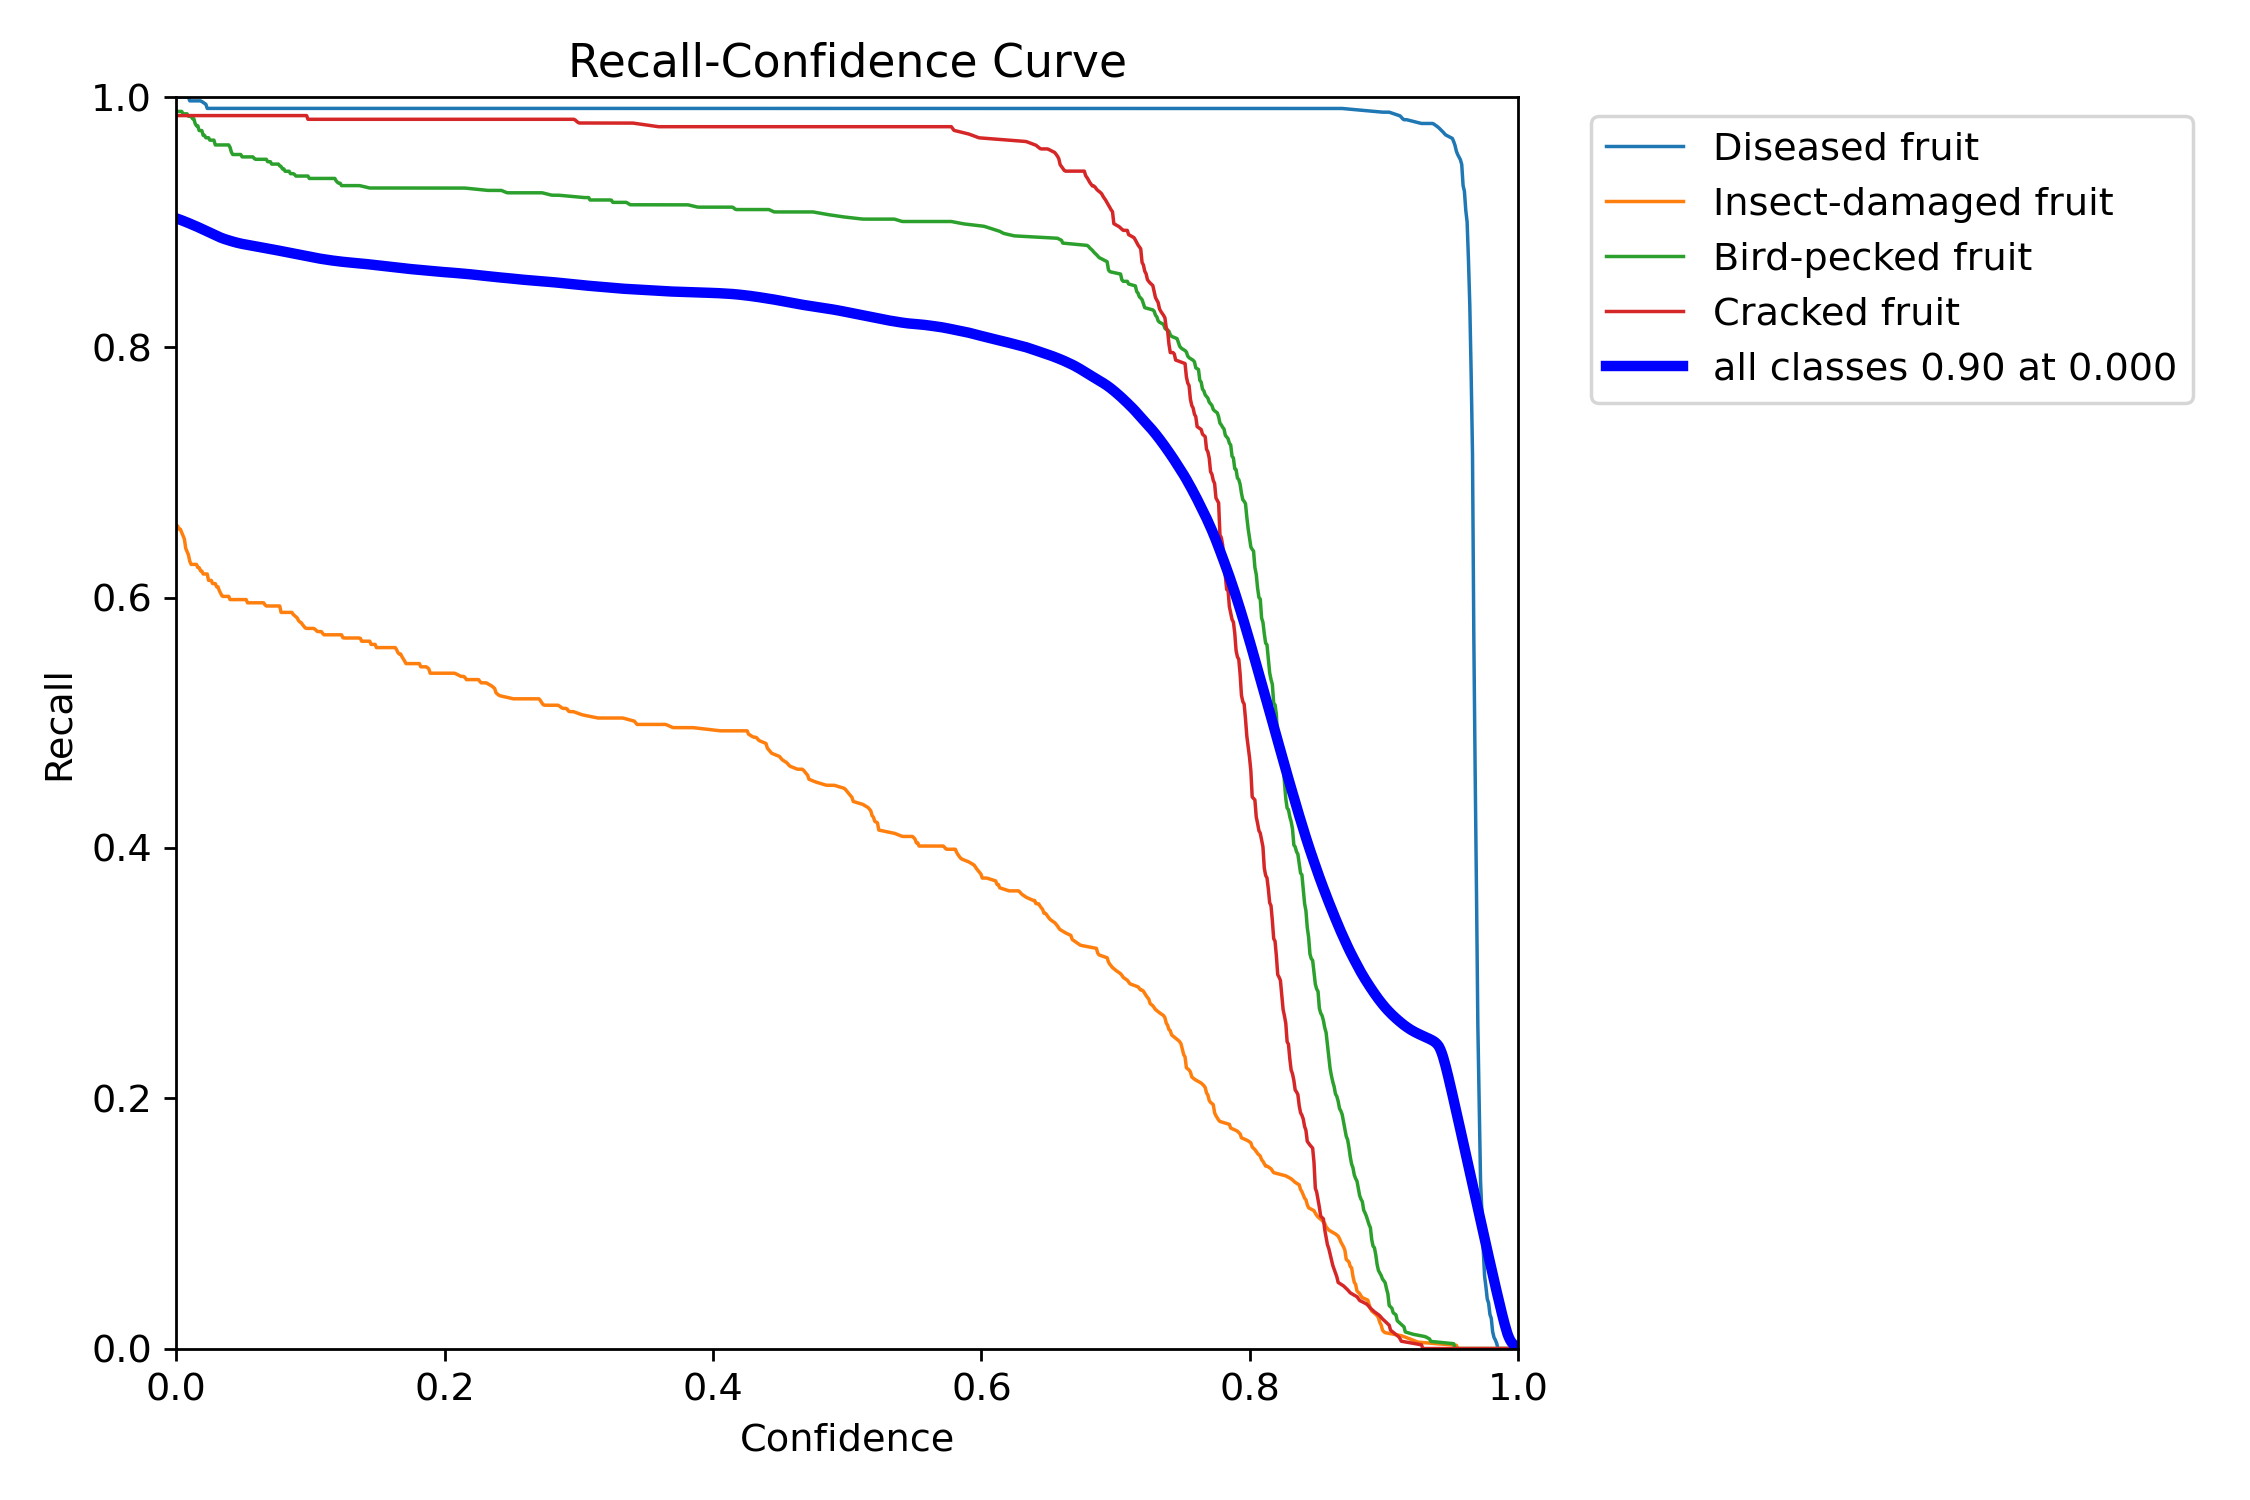 Recall-Confidence Curve
1.0
0.8
0.6
0.4
0.2
0.0
Recall
0.0 0.2 0.4 0.6 0.8 1.0
Confidence
Diseased fruit
Insect-damaged fruit
Bird-pecked fruit
Cracked fruit
all classes 0.90 at 0.000